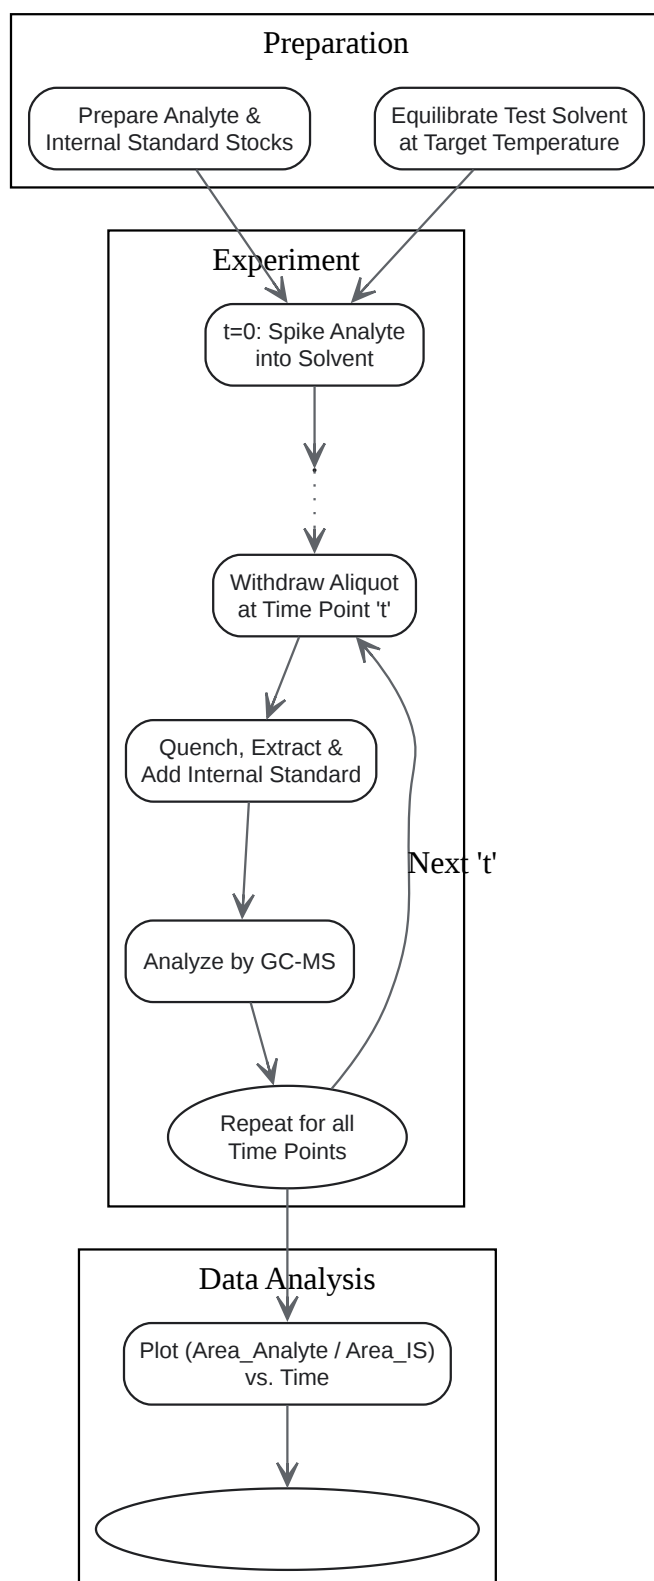 Preparation
Prepare Analyte &
Internal Standard Stocks
Equilibrate Test Solvent
at Target Temperature
Experiment
t=0: Spike Analyte
into Solvent
Withdraw Aliquot
at Time Point 't'
Quench, Extract &
Add Internal Standard
Next 't'
Analyze by GC-MS
Repeat for all
Time Points
Data Analysis
Plot (Area_Analyte / Area_IS)
vs. Time